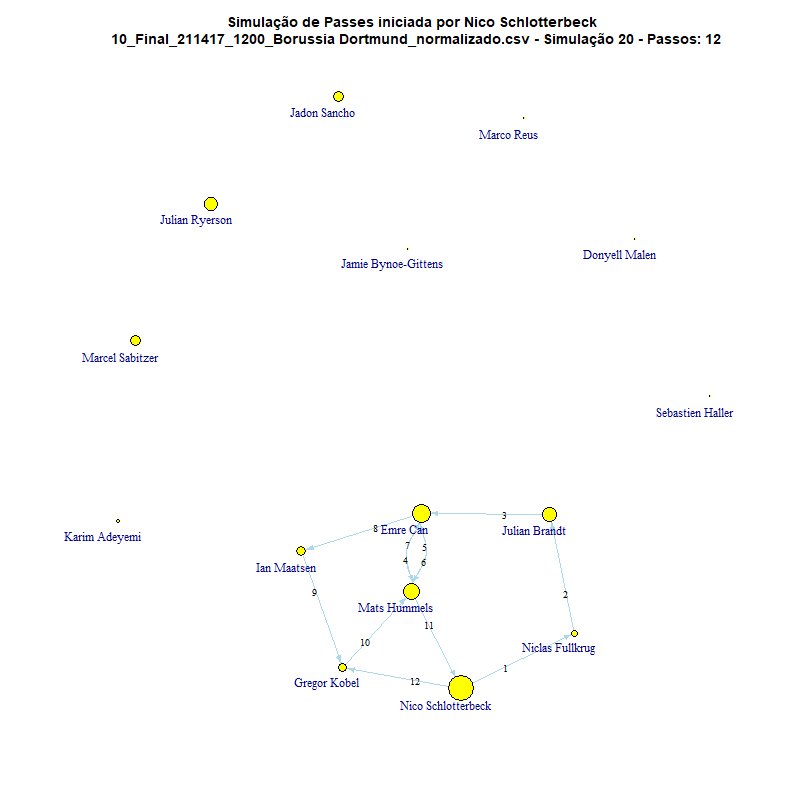 Simulação de Passes iniciada por Nico Schlotterbeck
10_Final_211417_1200_Borussia Dortmund_normalizado.csv - Simulação 20 - Passos: 12
Jadon Sancho
Marco Reus
Julian Ryerson
Jamie Bynoe-Gittens
Donyell Malen
Marcel Sabitzer
Sebastien Haller
3
8
Emre Can
Julian Brandt
Karim Adeyemi
7
5
4
6
Ian Maatsen
9
2
Mats Hummels
11
10
Niclas Fullkrug
1
12
Gregor Kobel
Nico Schlotterbeck